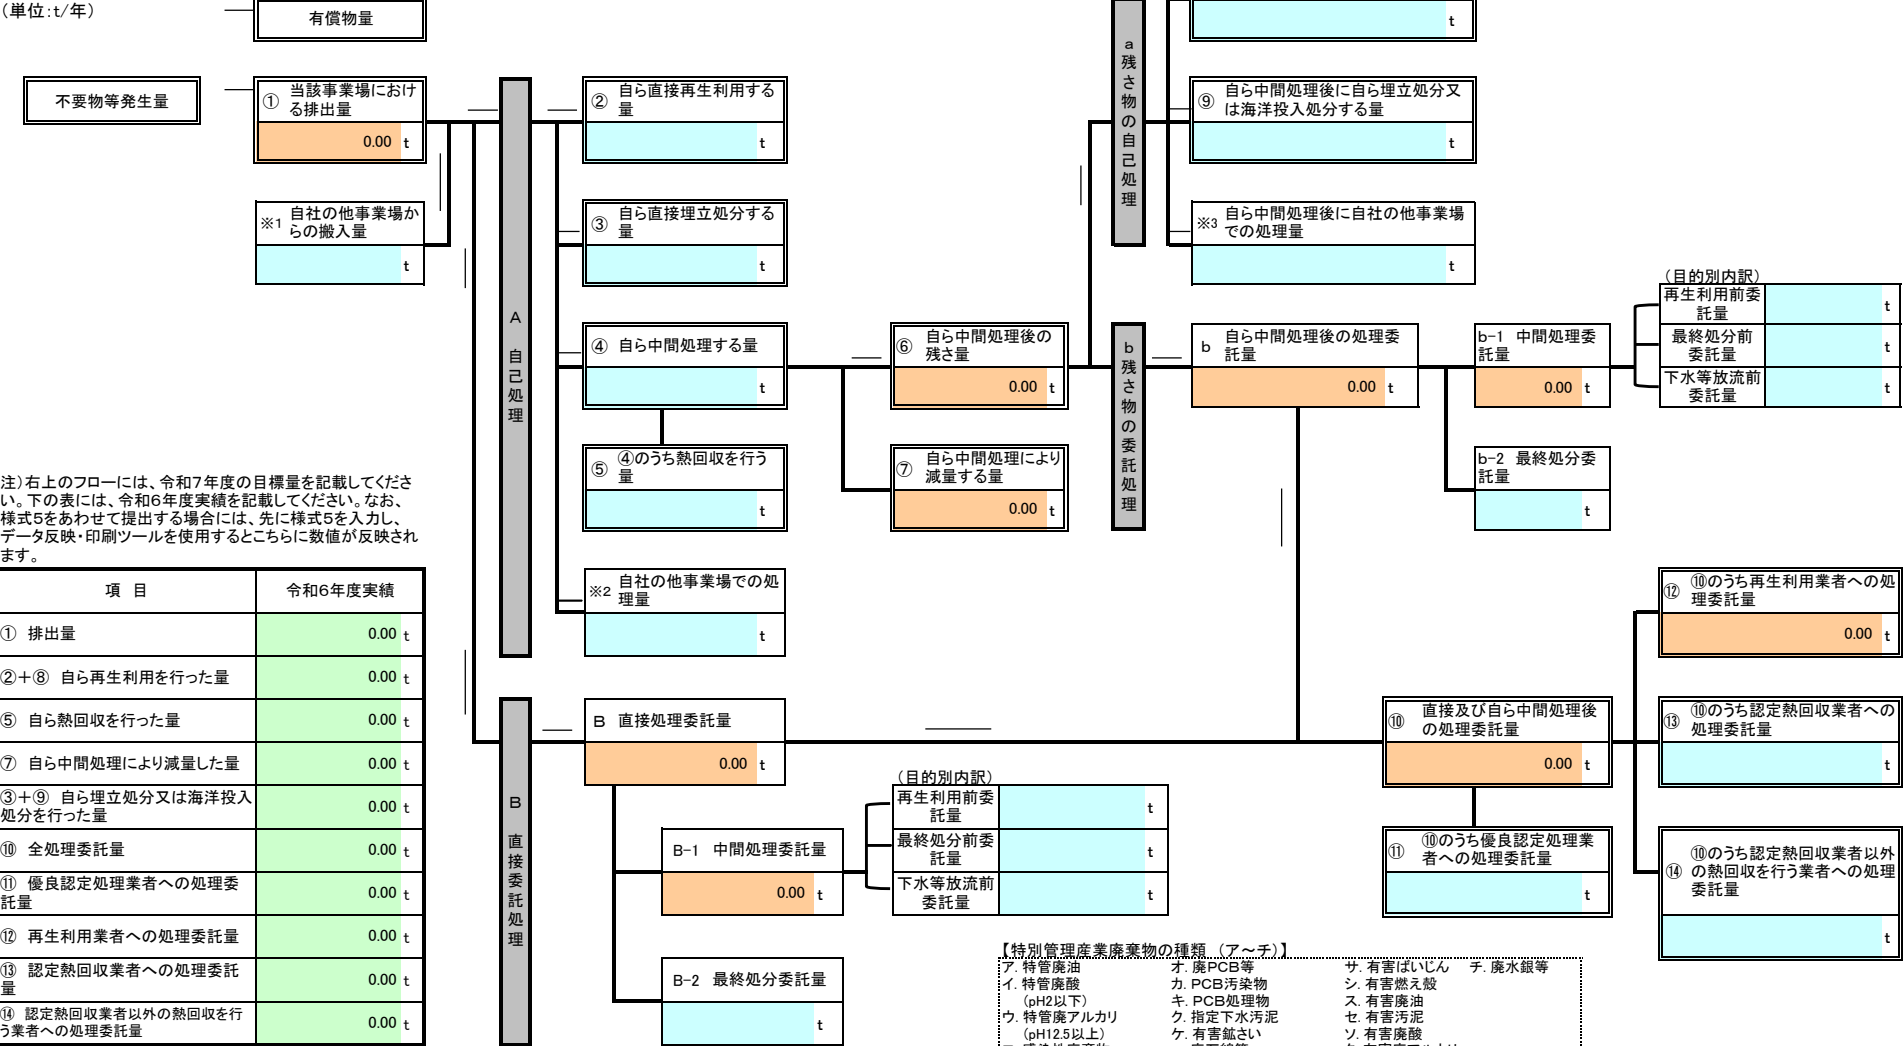 （単位:t/年）
有償物量
t
不要物等発生量
① 当該事業場におけ
る排出量
0.00 t
② 自ら直接再生利用する
量
t
a
残
さ
物
の
自
己
処
理
⑨ 自ら中間処理後に自ら埋立処分又
は海洋投入処分する量
t
※1 自社の他事業場か
らの搬入量
t
③ 自ら直接埋立処分する
量
t
※3 自ら中間処理後に自社の他事業場
での処理量
t
A
自
己
処
理
④ 自ら中間処理する量
t
⑥ 自ら中間処理後の
残さ量
0.00 t
b
残
さ
物
の
委
託
処
理
b 自ら中間処理後の処理委
託量
0.00 t
b-1 中間処理委
託量
0.00 t
（目的別内訳）
再生利用前委
託量
t
最終処分前
委託量
t
下水等放流前
委託量
t
⑤ ④のうち熱回収を行う
量
t
⑦ 自ら中間処理により
減量する量
0.00 t
b-2 最終処分委
託量
t
注）右上のフローには、令和7年度の目標量を記載してくださ
い。下の表には、令和6年度実績を記載してください。なお、
様式5をあわせて提出する場合には、先に様式5を入力し、
データ反映・印刷ツールを使用するとこちらに数値が反映され
ます。
項 目 令和6年度実績
① 排出量 0.00 t
②+⑧ 自ら再生利用を行った量 0.00 t
⑤ 自ら熱回収を行った量 0.00 t
⑦ 自ら中間処理により減量した量 0.00 t
③+⑨ 自ら埋立処分又は海洋投入
処分を行った量 0.00 t
⑩ 全処理委託量 0.00 t
⑪ 優良認定処理業者への処理委
託量 0.00 t
⑫ 再生利用業者への処理委託量 0.00 t
⑬ 認定熱回収業者への処理委託
量 0.00 t
⑭ 認定熱回収業者以外の熱回収を行
う業者への処理委託量 0.00 t
※2 自社の他事業場での処
理量
t
B
直
接
委
託
処
理
B 直接処理委託量
0.00 t
B-1 中間処理委託量
0.00 t
（目的別内訳）
再生利用前委
託量
t
最終処分前委
託量
t
下水等放流前
委託量
t
B-2 最終処分委託量
t
⑩ 直接及び自ら中間処理後
の処理委託量
0.00 t
⑪ ⑩のうち優良認定処理業
者への処理委託量
t
⑫ ⑩のうち再生利用業者への処
理委託量
0.00 t
⑬ ⑩のうち認定熱回収業者への
処理委託量
t
⑭ ⑩のうち認定熱回収業者以外
の熱回収を行う業者への処理
委託量
t
【特別管理産業廃棄物の種類 （ア～チ）】
ア. 特管廃油 オ. 廃PCB等 サ. 有害ばいじん チ. 廃水銀等
イ. 特管廃酸 カ. PCB汚染物 シ. 有害燃え殻
（pH2以下） キ. PCB処理物 ス. 有害廃油
ウ. 特管廃アルカリ ク. 指定下水汚泥 セ. 有害汚泥
（pH12.5以上） ケ. 有害鉱さい ソ. 有害廃酸